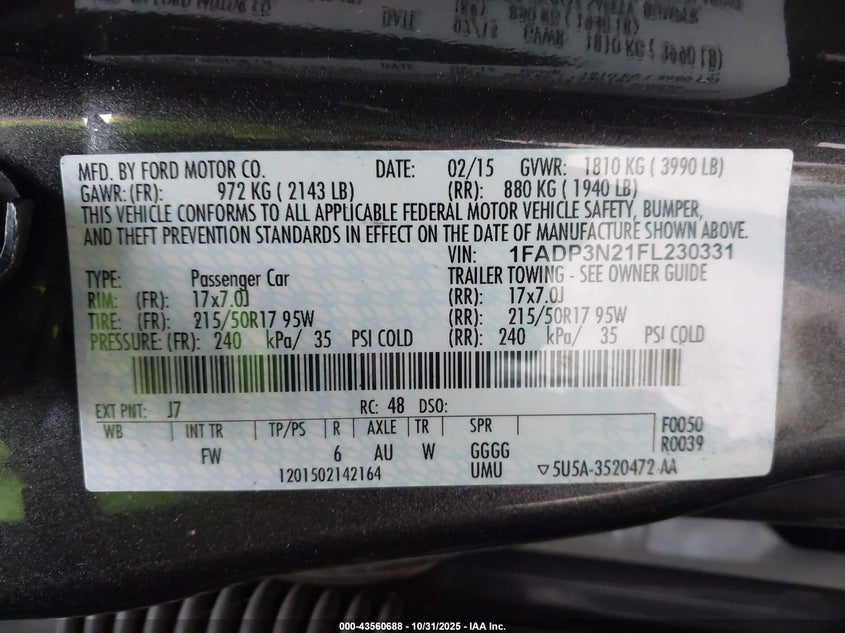 MFD. BY FORD MOTOR CO. DATE: 02/15 GVWR: 1810 KG ( 3990 LB)
GAWR: (FR): 972 KG ( 2143 LB) (RR): 880 KG ( 1940 LB)
THIS VEHICLE CONFORMS TO ALL APPLICABLE FEDERAL MOTOR VEHICLE SAFETY, BUMPER,
AND THEFT PREVENTION STANDARDS IN EFFECT ON THE DATE OF MANUFACTURE SHOWN ABOVE.
VIN: 1FADP3N21FL230331
TYPE: Passenger Car TRAILER TOWING - SEE OWNER GUIDE
RIM: (FR): 17x7.0J (RR): 17x7.0J
TIRE: (FR): 215/50R17 95W (RR): 215/50R17 95W
PRESSURE: (FR): 240 kPa/ 35 PSI COLD (RR): 240 kPa/ 35 PSI COLD
EXT PNT: J7 RC: 48 DSO:
WB INT TR TP/PS R AXLE TR SPR F0050
FW 6 AU W GGGG R0039
1201502142164 UMU ▽5U5A-3520472 AA
000-43560688 - 10/31/2025 - IAA Inc.